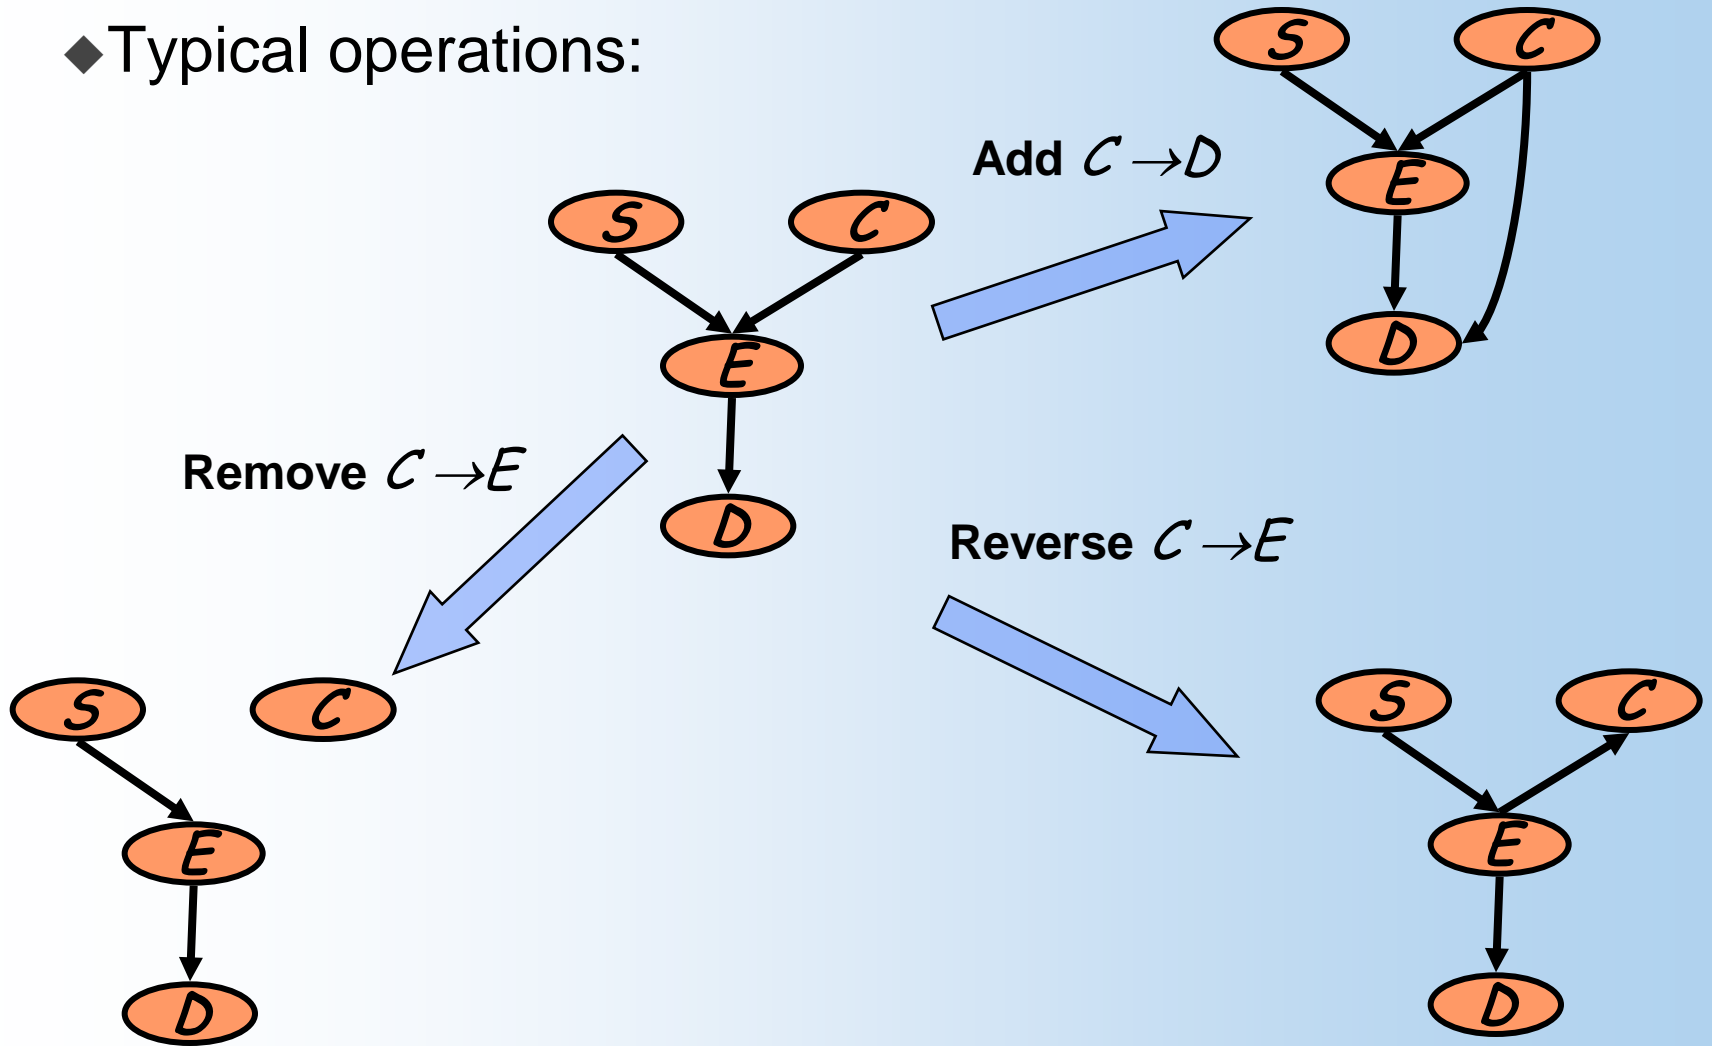 ◆Typical operations:
S C
E
D
Add C →D
S C
E
D
Remove C →E
Reverse C →E
S C
E
D
S C
E
D